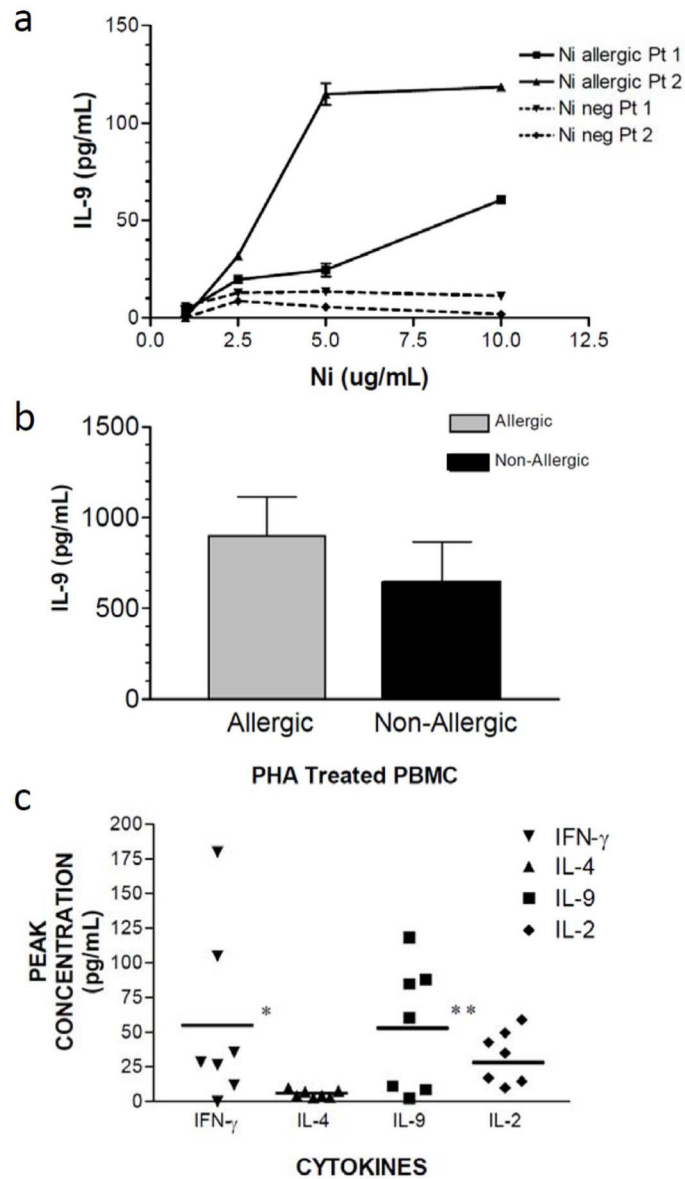 a
150
100
50
0
IL-9 (pg/mL)
0.0 2.5 5.0 7.5 10.0 12.5
Ni (ug/mL)
Ni allergic Pt 1
Ni allergic Pt 2
Ni neg Pt 1
Ni neg Pt 2
b
1500
1000
500
0
IL-9 (pg/mL)
Allergic
Non-Allergic
Allergic Non-Allergic
PHA Treated PBMC
c
200
175
150
125
100
75
50
25
0
PEAK
CONCENTRATION
(pg/mL)
*
**
IFN-γ
IL-4
IL-9
IL-2
IFN-γ IL-4 IL-9 IL-2
CYTOKINES